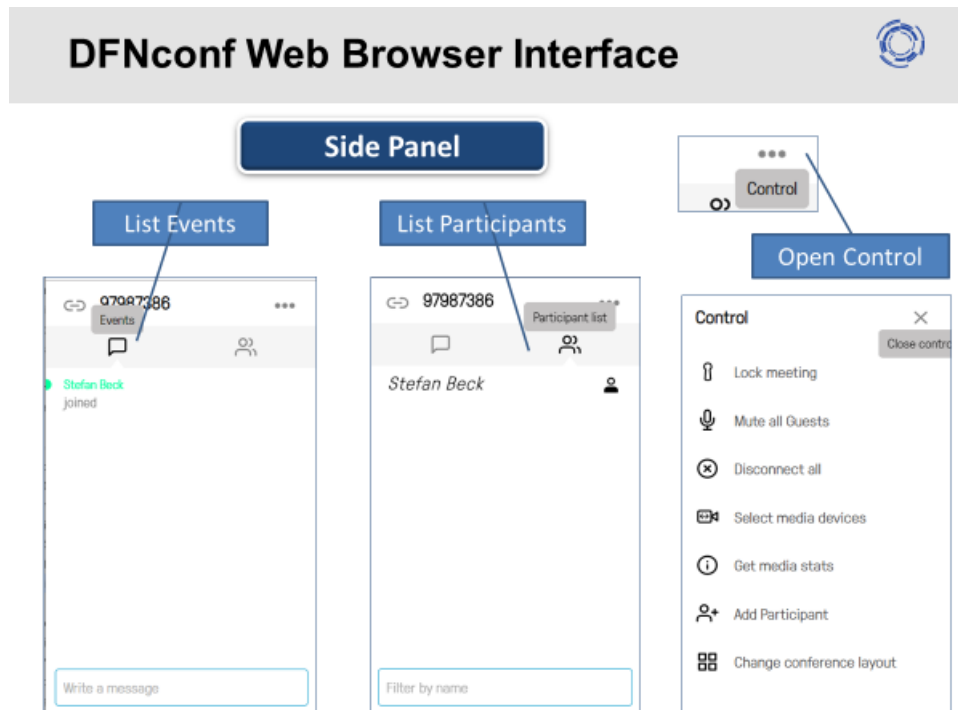 DFNconf Web Browser Interface
Side Panel
Control
List Events
List Participants
Open Control
97987386
Events
Stefan Beck
joined
Write a message
97987386
Participant list
Stefan Beck
Filter by name
Control
Close contro
Lock meeting
Mute all Guests
Disconnect all
Select media devices
Get media stats
Add Participant
Change conference layout